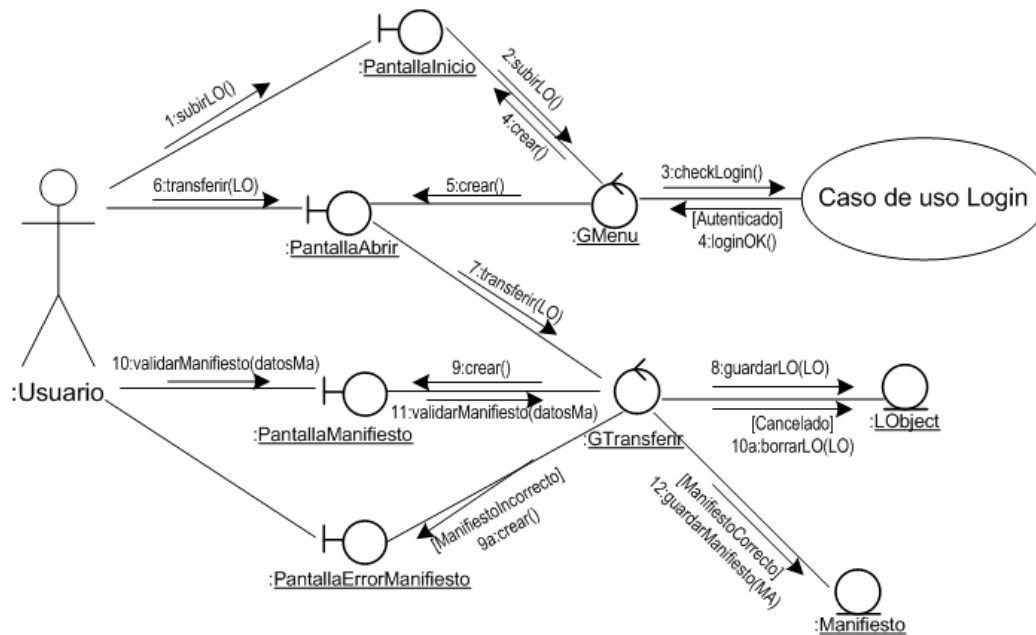 :PantallaInicio
1:subirLO()
2:subirLO()
4:crear()
6:transferir(LO)
5:crear()
3:checkLogin()
Caso de uso Login
[Autenticado]
4:loginOK()
:PantallaAbrir
:GMenu
7:transferir(LO)
:Usuario
10:validarManifiesto(datosMa)
9:crear()
8:guardarLO(LO)
11:validarManifiesto(datosMa)
[Cancelado]
10a:borrarLO(LO)
:PantallaManifiesto
:GTransferir
:LObject
[ManifiestoIncorrecto]
9a:crear()
[ManifiestoCorrecto]
12:guardarManifiesto(MA)
:PantallaErrorManifiesto
:Manifiesto